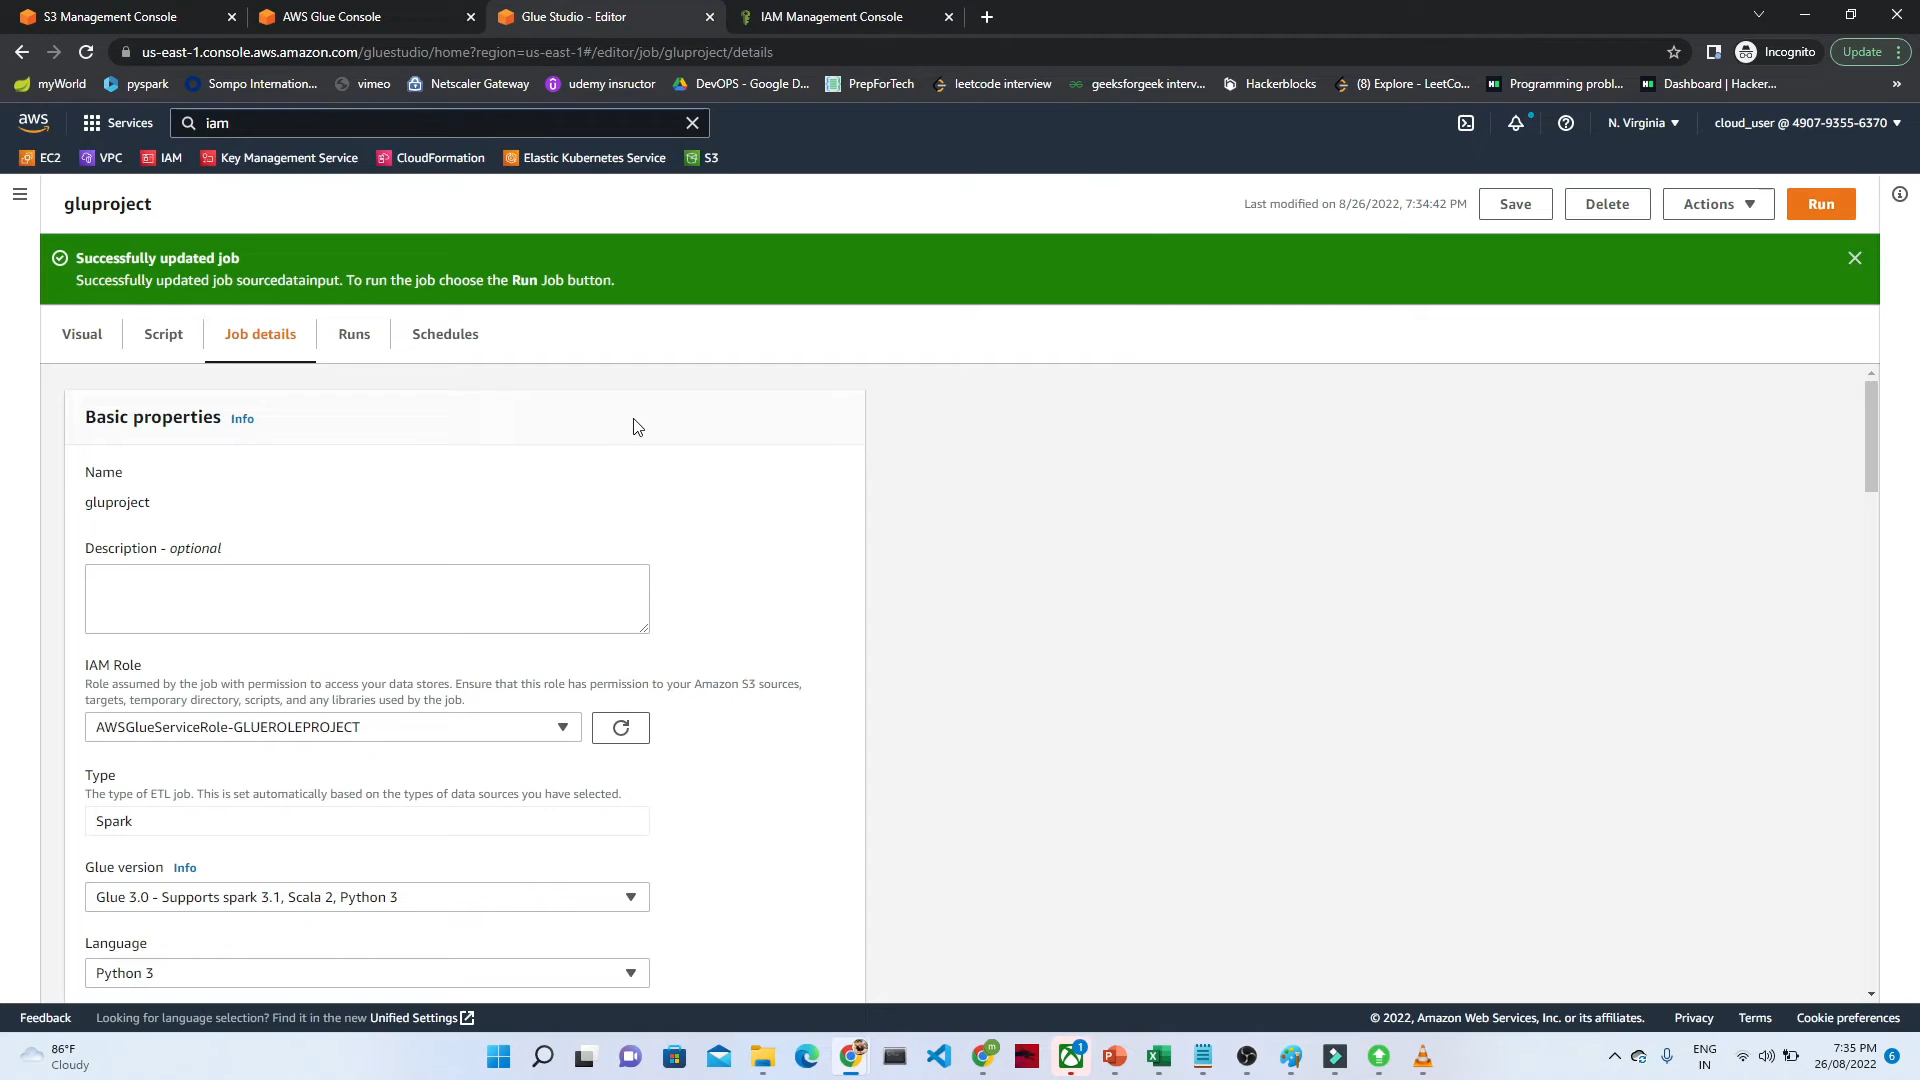 S3 Management Console
AWS Glue Console
Glue Studio - Editor
IAM Management Console
us-east-1.console.aws.amazon.com/gluestudio/home?region=us-east-1#/editor/job/gluproject/details
Incognito
Update
myWorld
pyspark
Sompo Internation...
vimeo
Netscaler Gateway
udemy insructor
DevOPS - Google D...
PrepForTech
leetcode interview
geeksforgeek interv...
Hackerblocks
(8) Explore - LeetCo...
Programming probl...
Dashboard | Hacker...
»
aws
Services
iam
N. Virginia
cloud_user @ 4907-9355-6370
EC2
VPC
IAM
Key Management Service
CloudFormation
Elastic Kubernetes Service
S3
gluproject
Last modified on 8/26/2022, 7:34:42 PM
Save
Delete
Actions
Run
Successfully updated job
Successfully updated job sourcedatainput. To run the job choose the Run Job button.
Visual
Script
Job details
Runs
Schedules
Basic properties Info
Name
gluproject
Description - optional
IAM Role
Role assumed by the job with permission to access your data stores. Ensure that this role has permission to your Amazon S3 sources,
targets, temporary directory, scripts, and any libraries used by the job.
AWSGlueServiceRole-GLUEROLEPROJECT
Type
The type of ETL job. This is set automatically based on the types of data sources you have selected.
Spark
Glue version Info
Glue 3.0 - Supports spark 3.1, Scala 2, Python 3
Language
Python 3
Feedback
Looking for language selection? Find it in the new Unified Settings
© 2022, Amazon Web Services, Inc. or its affiliates.
Privacy
Terms
Cookie preferences
86°F
Cloudy
m
1
ENG
IN
7:35 PM
26/08/2022
6